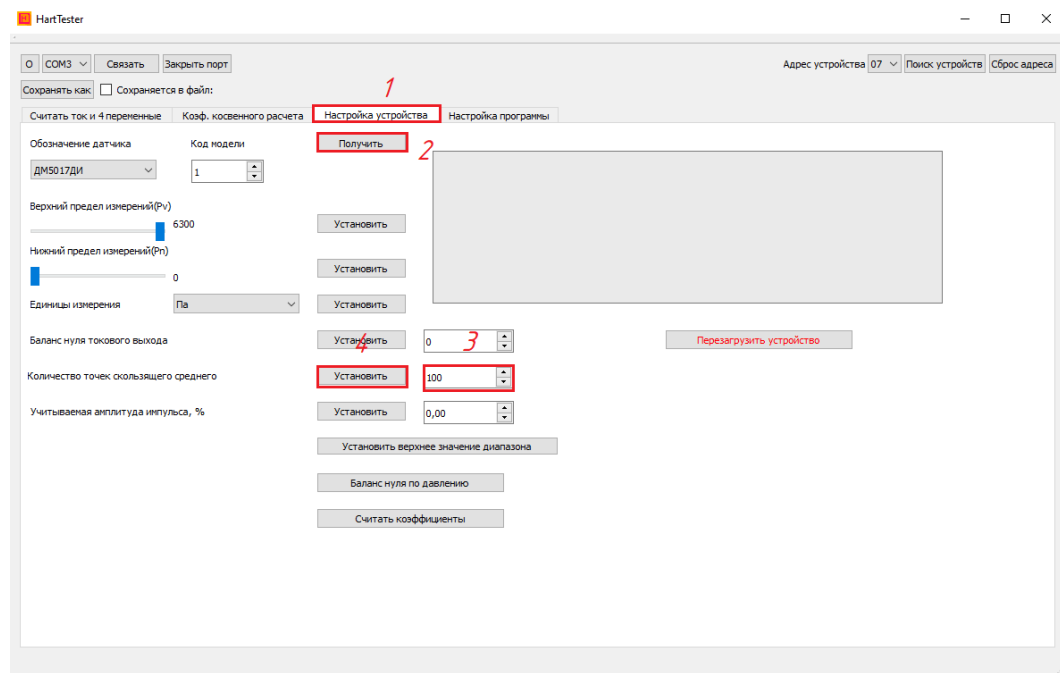 HartTester
О COM3 Связать Закрыть порт Адрес устройства 07 Поиск устройств Сброс адреса
Сохранять как Сохраняется в файл:
1
Считать ток и 4 переменные Коэф. косвенного расчета Настройка устройства Настройка программы
Обозначение датчика Код модели Получить 2
ДМ5017ДИ 1
Верхний предел измерений(Pv)
6300 Установить
Нижний предел измерений(Pn)
0 Установить
Единицы измерения Па Установить
Баланс нуля токового выхода Установить 0 3 Перезагрузить устройство
4
Количество точек скользящего среднего Установить 100
Учитываемая амплитуда импульса, % Установить 0,00
Установить верхнее значение диапазона
Баланс нуля по давлению
Считать коэффициенты